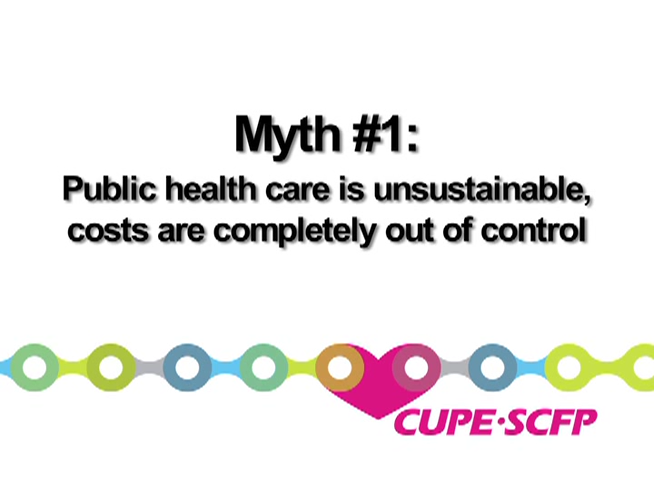 Myth #1:
Public health care is unsustainable,
costs are completely out of control
CUPE·SCFP